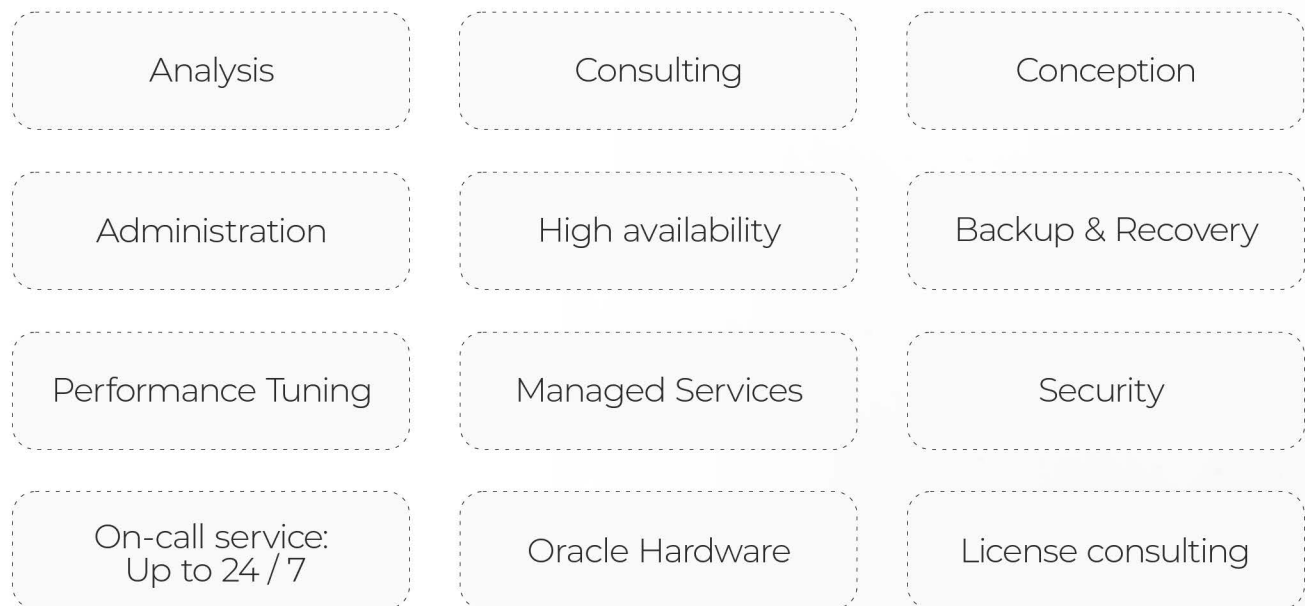 Analysis
Consulting
Conception
Administration
High availability
Backup & Recovery
Performance Tuning
Managed Services
Security
On-call service:
Up to 24 / 7
Oracle Hardware
License consulting